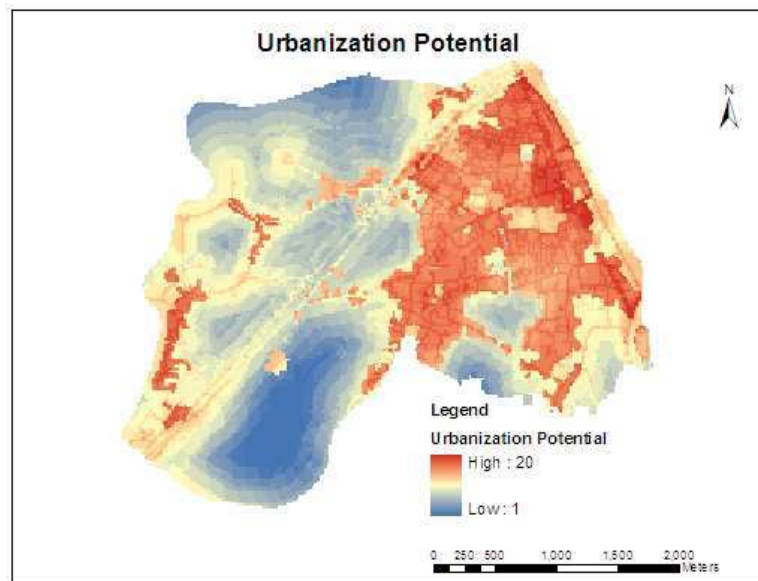 Urbanization Potential
N
Legend
Urbanization Potential
High : 20
Low : 1
0 250 500 1,000 1,500 2,000
Meters